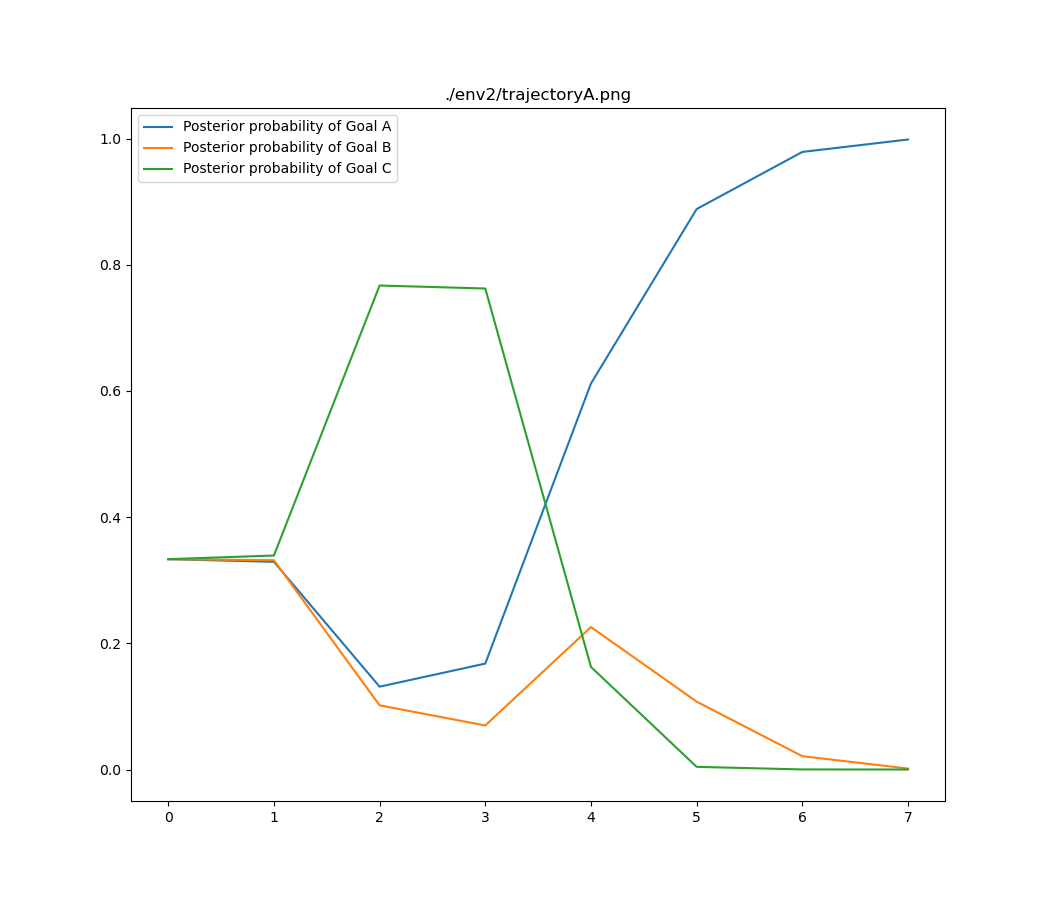 ./env2/trajectoryA.png
Posterior probability of Goal A
Posterior probability of Goal B
Posterior probability of Goal C
1.0
0.8
0.6
0.4
0.2
0.0
0 1 2 3 4 5 6 7